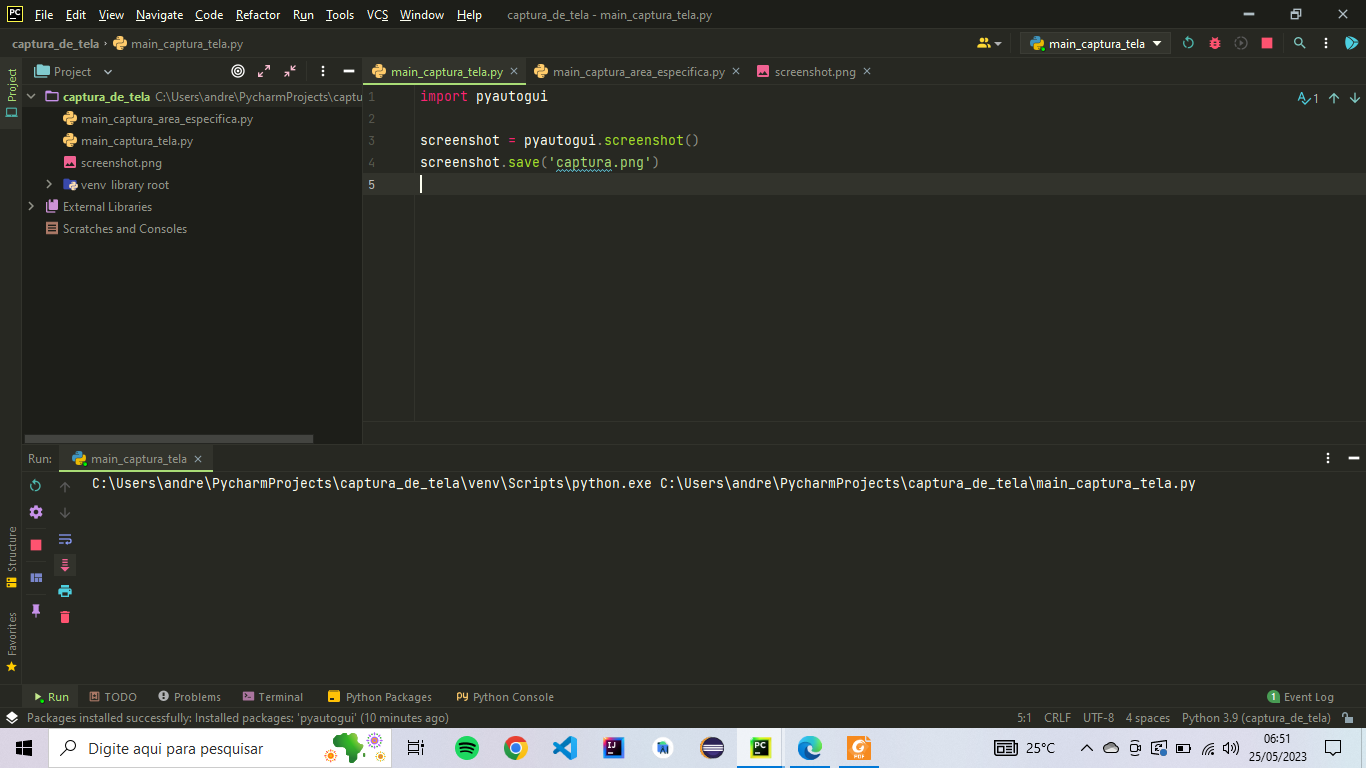 PC File Edit View Navigate Code Refactor Run Tools VCS Window Help captura_de_tela - main_captura_tela.py
captura_de_tela main_captura_tela.py main_captura_tela
Project main_captura_tela.py main_captura_area_especifica.py screenshot.png
Project
captura_de_tela C:\Users\andre\PycharmProjects\captu
main_captura_area_especifica.py
main_captura_tela.py
screenshot.png
venv library root
External Libraries
Scratches and Consoles
1 import pyautogui
2
3 screenshot = pyautogui.screenshot()
4 screenshot.save('captura.png')
5
1
Run: main_captura_tela
C:\Users\andre\PycharmProjects\captura_de_tela\venv\Scripts\python.exe C:\Users\andre\PycharmProjects\captura_de_tela\main_captura_tela.py
Structure
Favorites
Run TODO Problems Terminal Python Packages Python Console 1 Event Log
Packages installed successfully: Installed packages: 'pyautogui' (10 minutes ago) 5:1 CRLF UTF-8 4 spaces Python 3.9 (captura_de_tela)
Digite aqui para pesquisar IJ PC PDF 25°C 06:51
25/05/2023